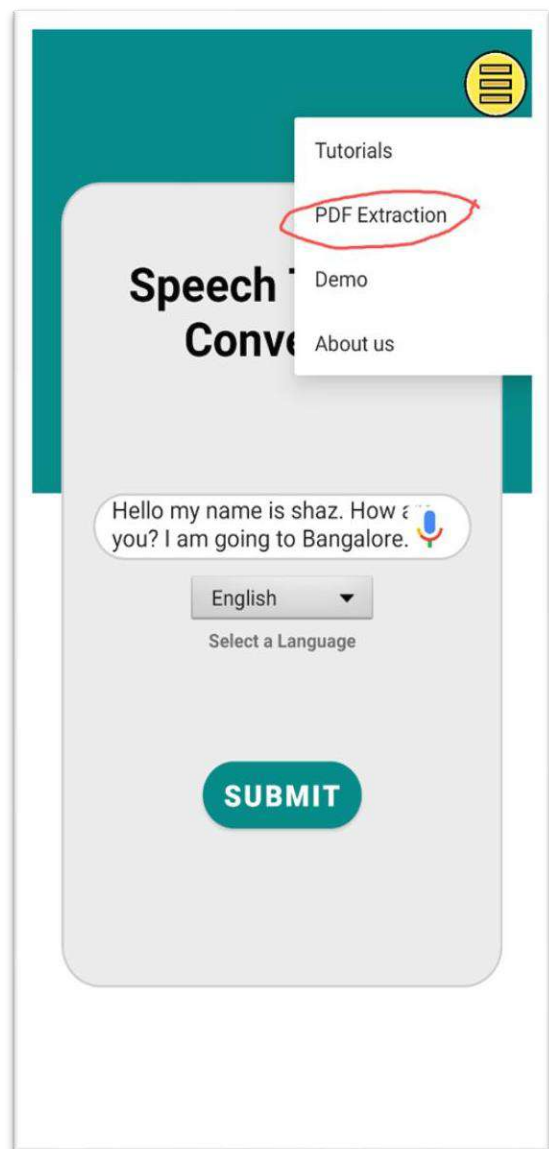 Tutorials
PDF Extraction
Demo
About us
Speech
Conve
Hello my name is shaz. How a
you? I am going to Bangalore.
English
Select a Language
SUBMIT